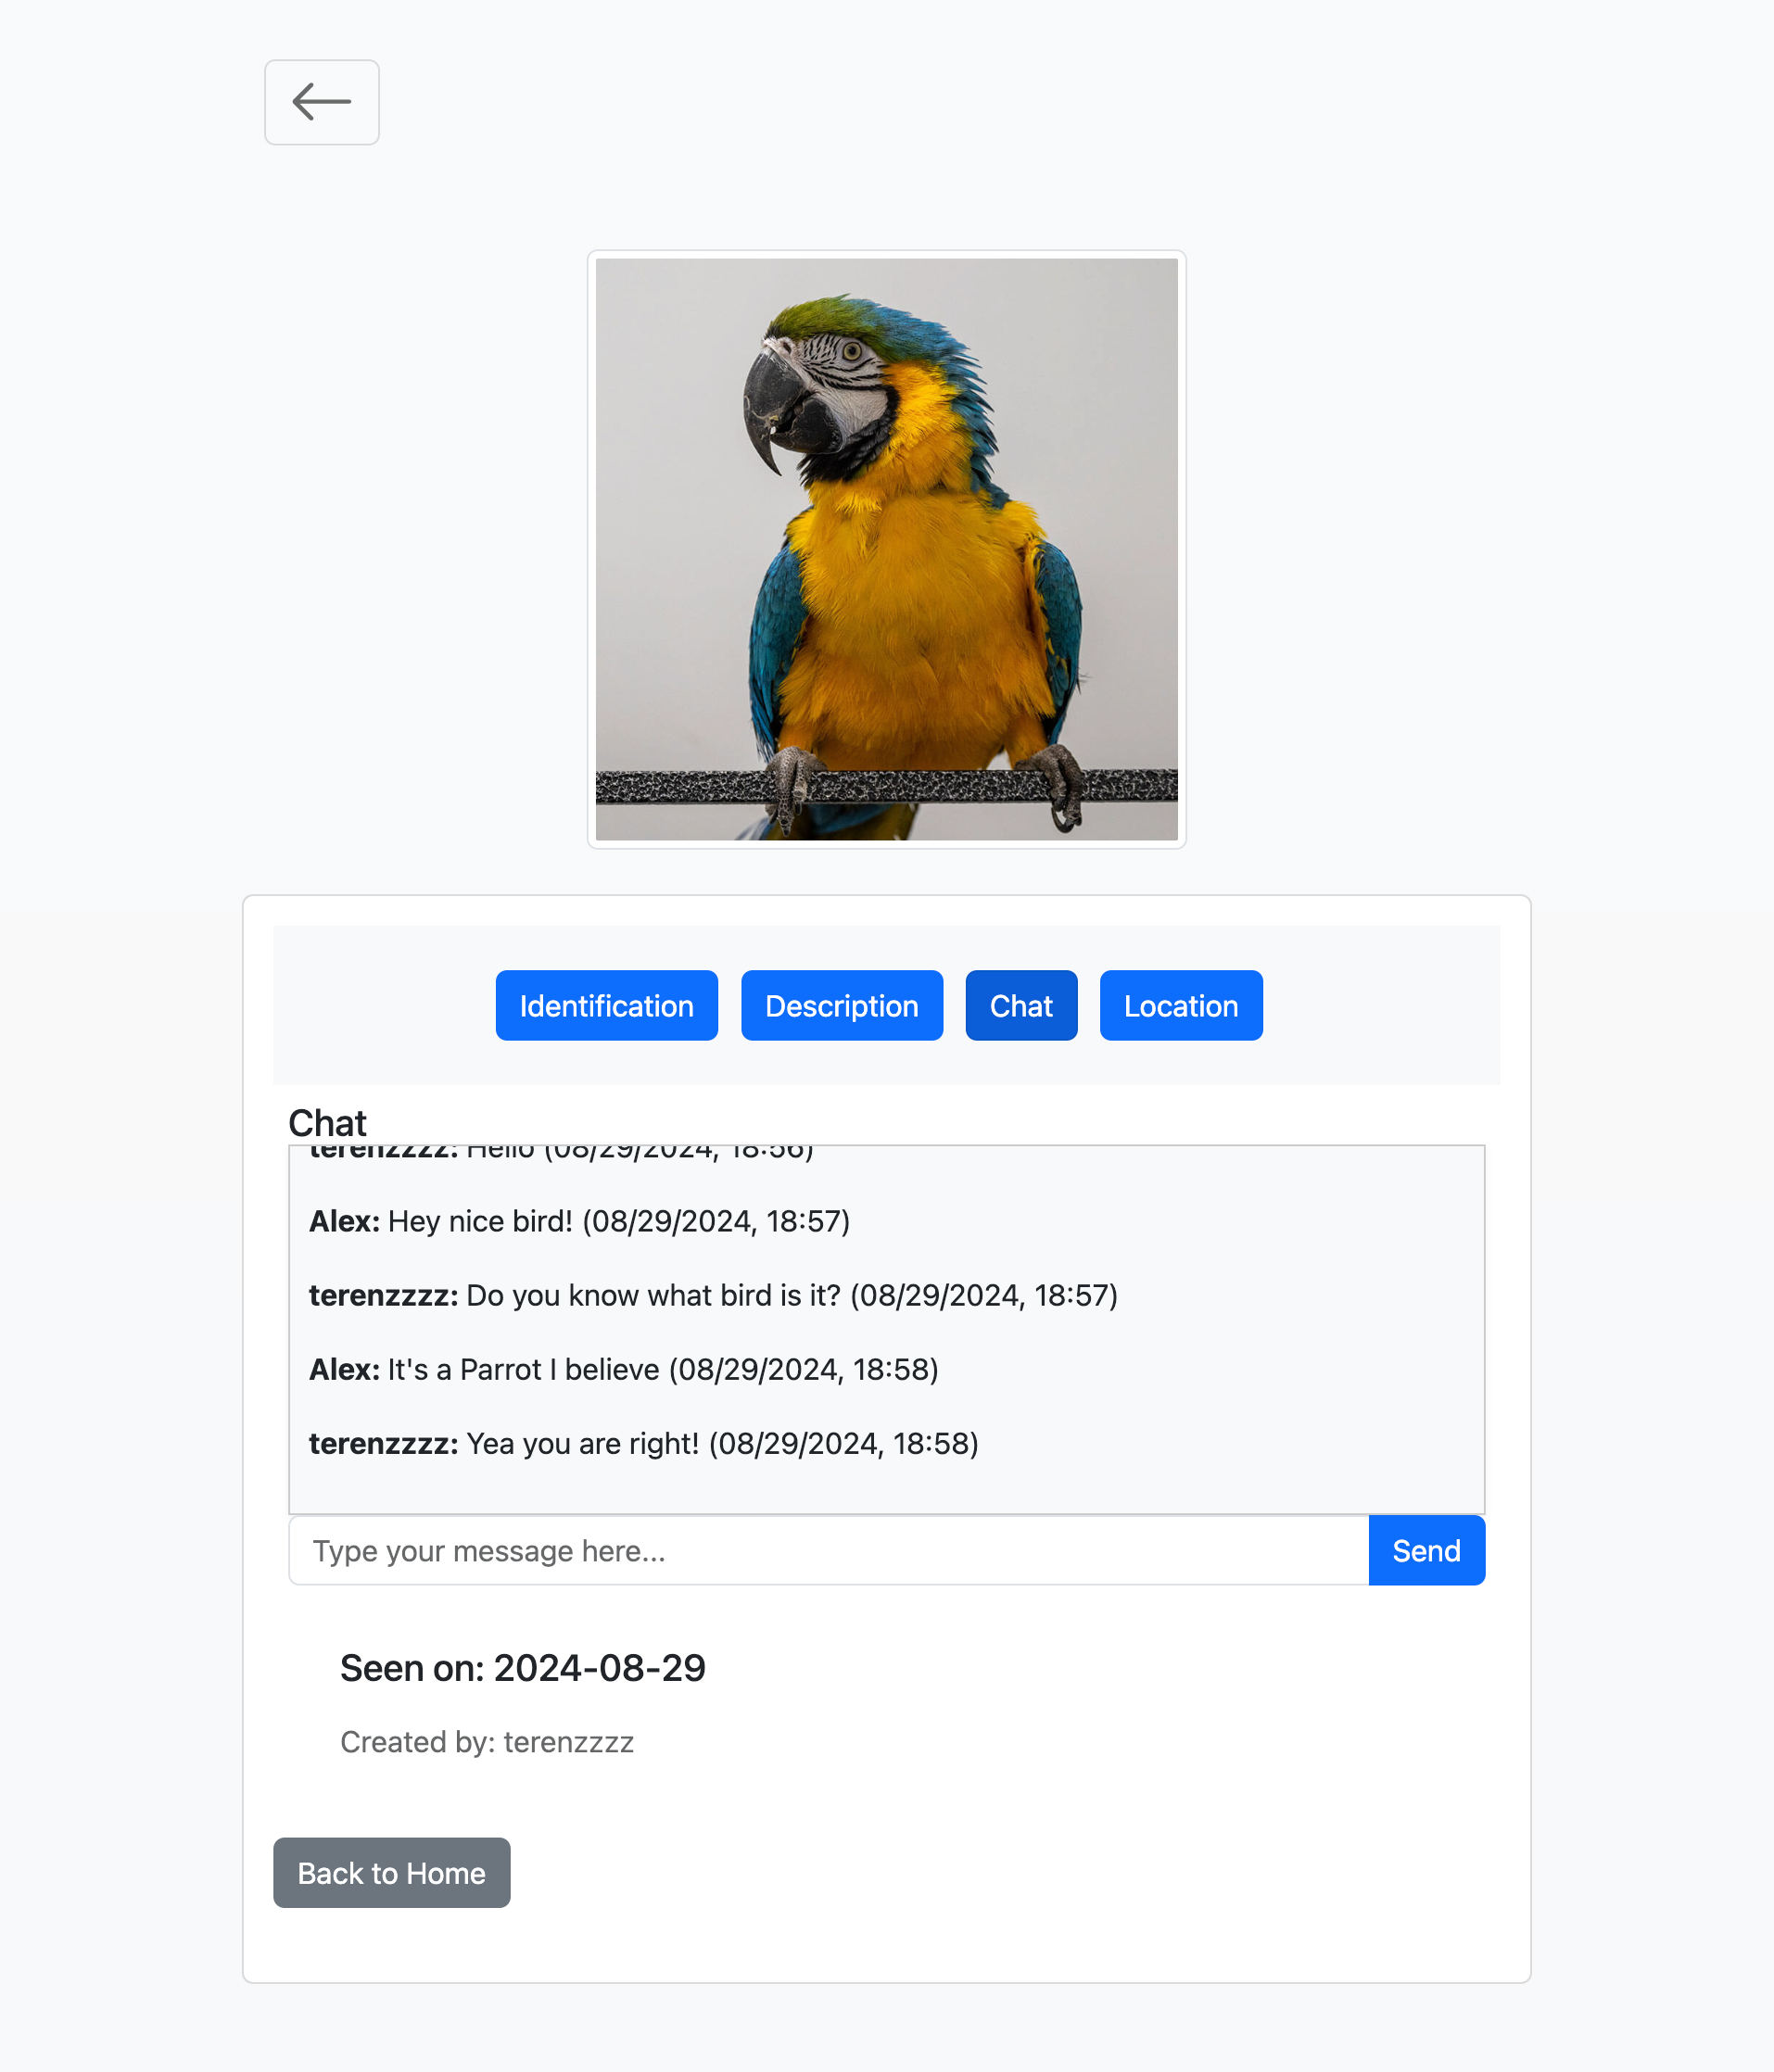 Identification
Description
Chat
Location
Chat
terenzzzz: Hello (08/29/2024, 18:56)
Alex: Hey nice bird! (08/29/2024, 18:57)
terenzzzz: Do you know what bird is it? (08/29/2024, 18:57)
Alex: It's a Parrot I believe (08/29/2024, 18:58)
terenzzzz: Yea you are right! (08/29/2024, 18:58)
Type your message here...
Send
Seen on: 2024-08-29
Created by: terenzzzz
Back to Home